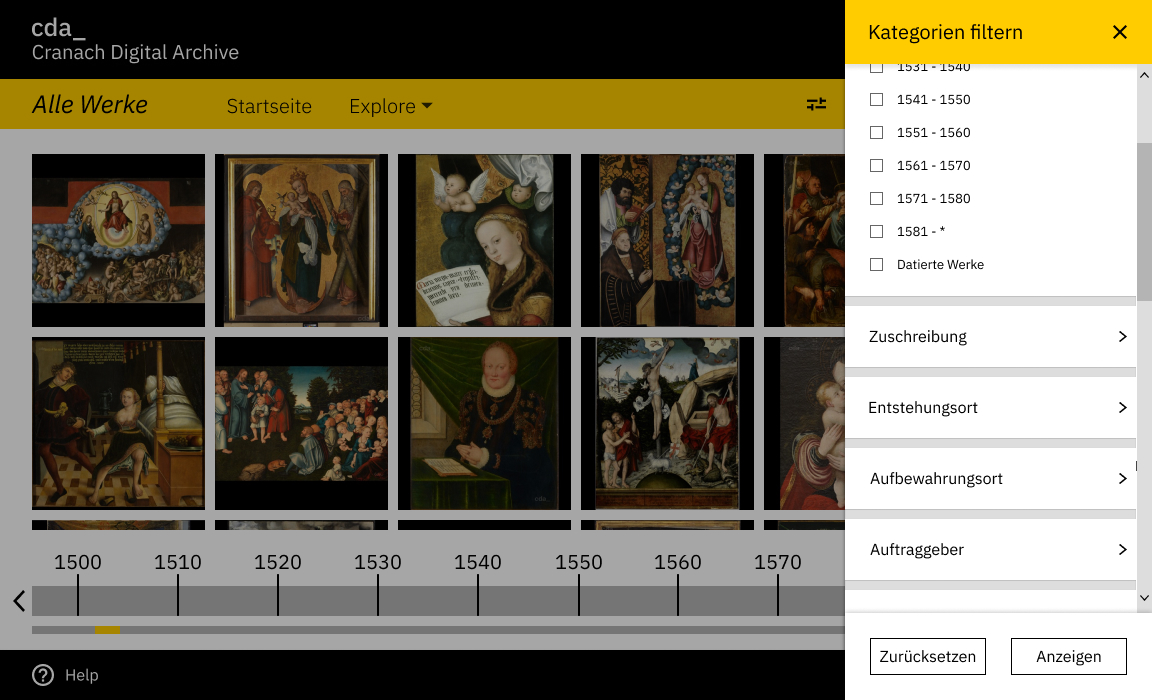 cda_
Cranach Digital Archive
Alle Werke
Startseite
Explore
1500
1510
1520
1530
1540
1550
1560
1570
Help
Kategorien filtern
1531 - 1540
1541 - 1550
1551 - 1560
1561 - 1570
1571 - 1580
1581 - *
Datierte Werke
Zuschreibung
Entstehungsort
Aufbewahrungsort
Auftraggeber
Zurücksetzen
Anzeigen